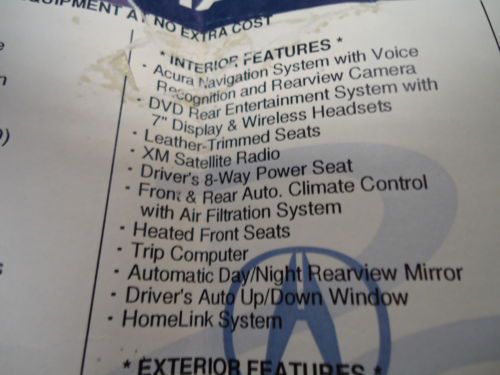 EQUIPMENT AT NO EXTRA COST
* INTERIOR FEATURES *
· Acura Navigation System with Voice
Recognition and Rearview Camera
· DVD Rear Entertainment System with
7" Display & Wireless Headsets
· Leather-Trimmed Seats
· XM Satellite Radio
· Driver's 8-Way Power Seat
· Front & Rear Auto. Climate Control
with Air Filtration System
· Heated Front Seats
· Trip Computer
· Automatic Day/Night Rearview Mirror
· Driver's Auto Up/Down Window
· HomeLink System
* EXTERIOR FEATURES *